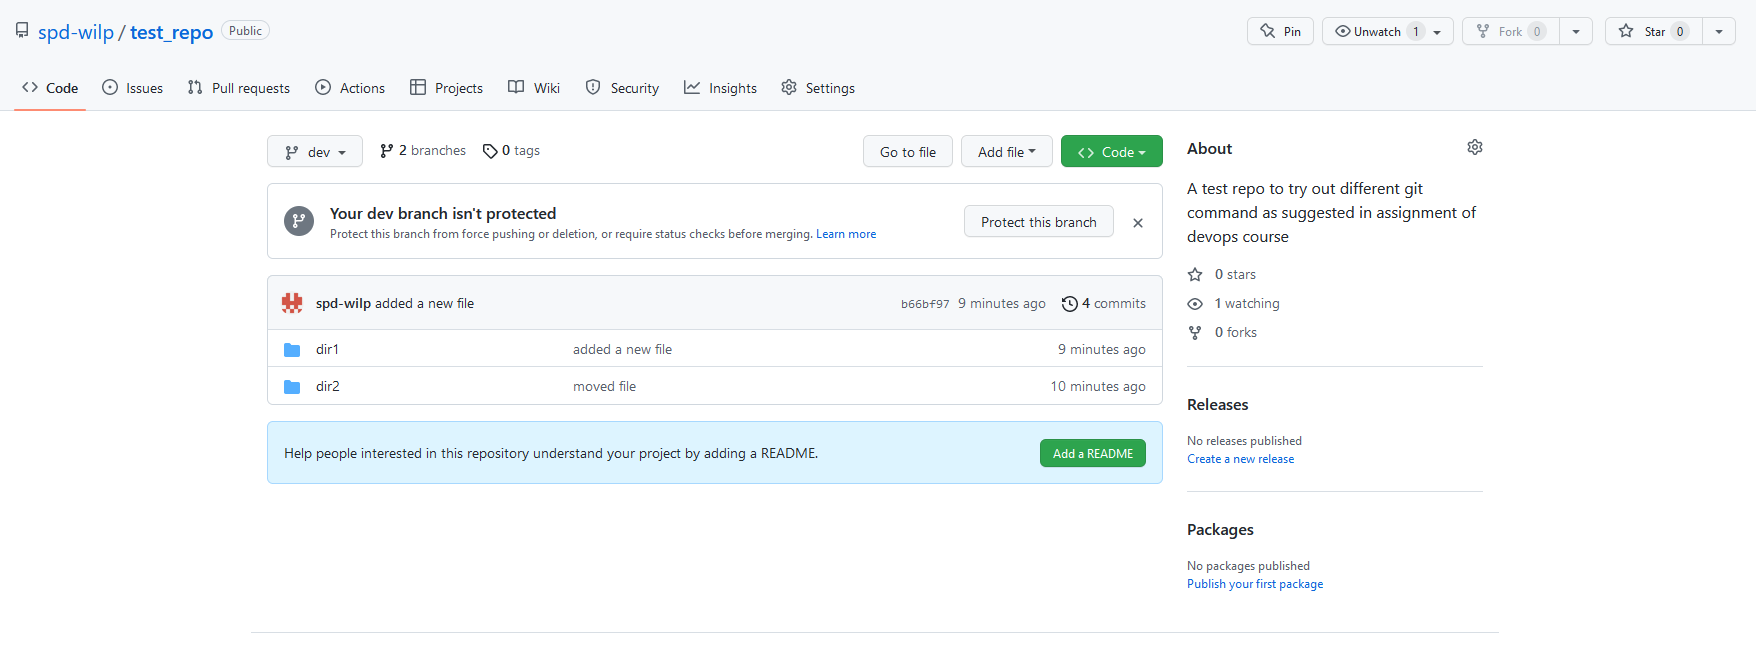 spd-wilp / test_repo Public
Pin
Unwatch 1
Fork 0
Star 0
Code
Issues
Pull requests
Actions
Projects
Wiki
Security
Insights
Settings
dev
2 branches
0 tags
Go to file
Add file
Code
Your dev branch isn't protected
Protect this branch from force pushing or deletion, or require status checks before merging. Learn more
Protect this branch
spd-wilp added a new file
b66bf97 9 minutes ago
4 commits
dir1 added a new file 9 minutes ago
dir2 moved file 10 minutes ago
Help people interested in this repository understand your project by adding a README.
Add a README
About
A test repo to try out different git
command as suggested in assignment of
devops course
0 stars
1 watching
0 forks
Releases
No releases published
Create a new release
Packages
No packages published
Publish your first package